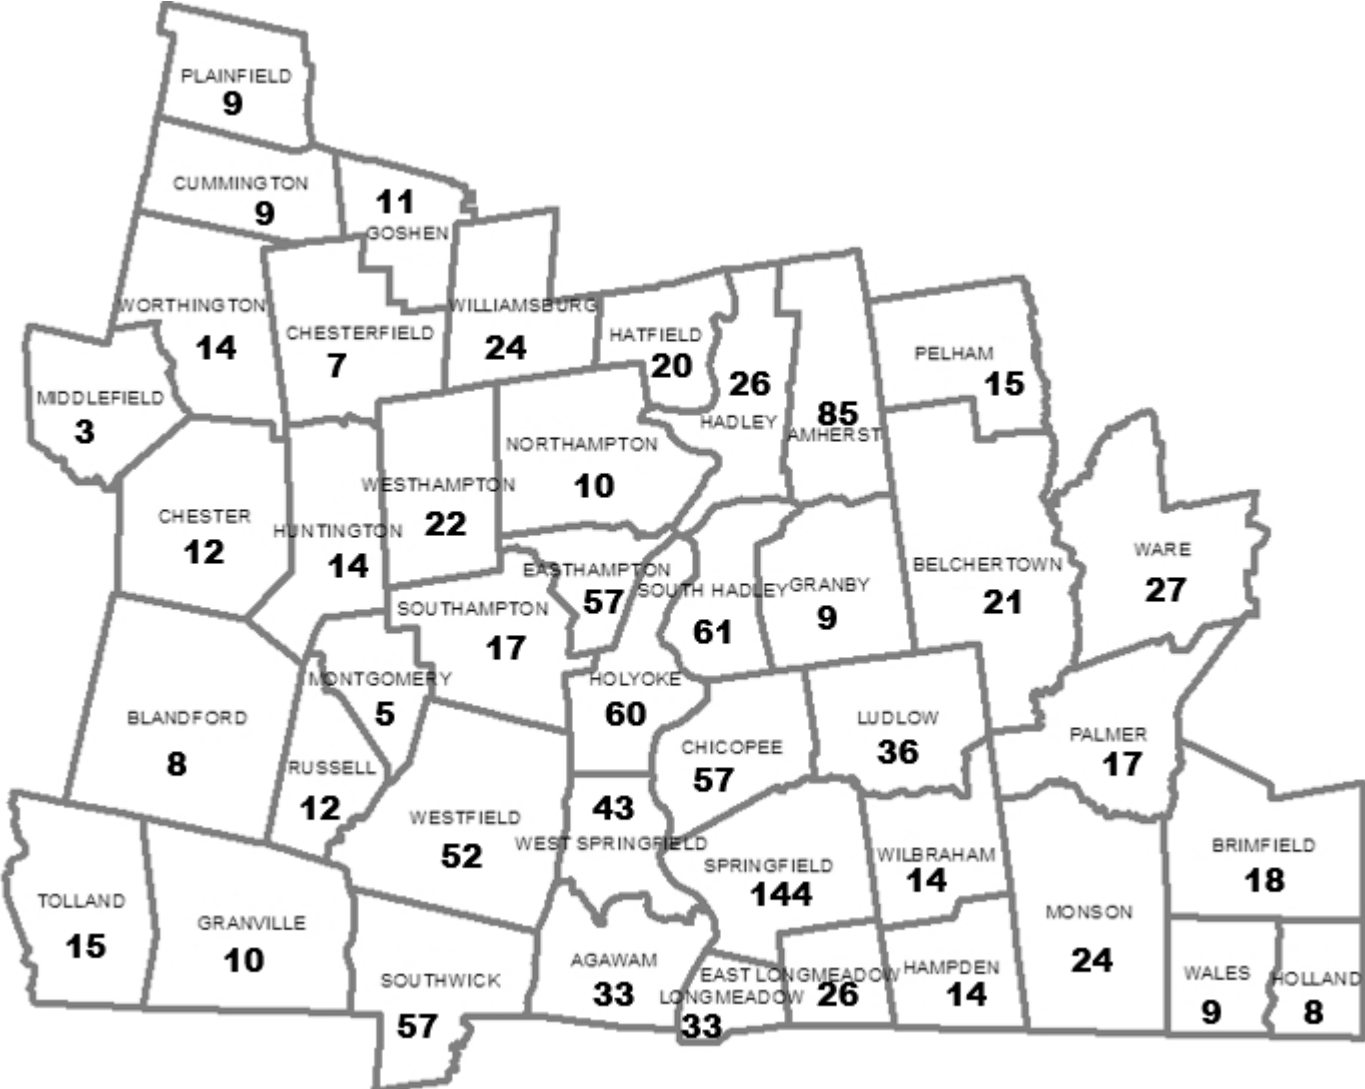 PLAINFIELD
9
CUMMINGTON
9
11
GOSHEN
WORTHINGTON
14
CHESTERFIELD
7
WILLIAMSBURG
24
HATFIELD
20
26
HADLEY
85
AMHERST
PELHAM
15
MIDDLEFIELD
3
NORTHAMPTON
10
WESTHAMPTON
22
CHESTER
12
HUNTINGTON
14
EASTHAMPTON
57
SOUTH HADLEY
61
GRANBY
9
BELCHERTOWN
21
WARE
27
SOUTHAMPTON
17
MONTGOMERY
5
HOLYOKE
60
BLANDFORD
8
RUSSELL
12
CHICOPEE
57
LUDLOW
36
PALMER
17
WESTFIELD
52
43
WEST SPRINGFIELD
SPRINGFIELD
144
WILBRAHAM
14
BRIMFIELD
18
TOLLAND
15
GRANVILLE
10
MONSON
24
SOUTHWICK
57
AGAWAM
33
LONGMEADOW
33
EAST LONGMEADOW
26
HAMPDEN
14
WALES
9
HOLLAND
8